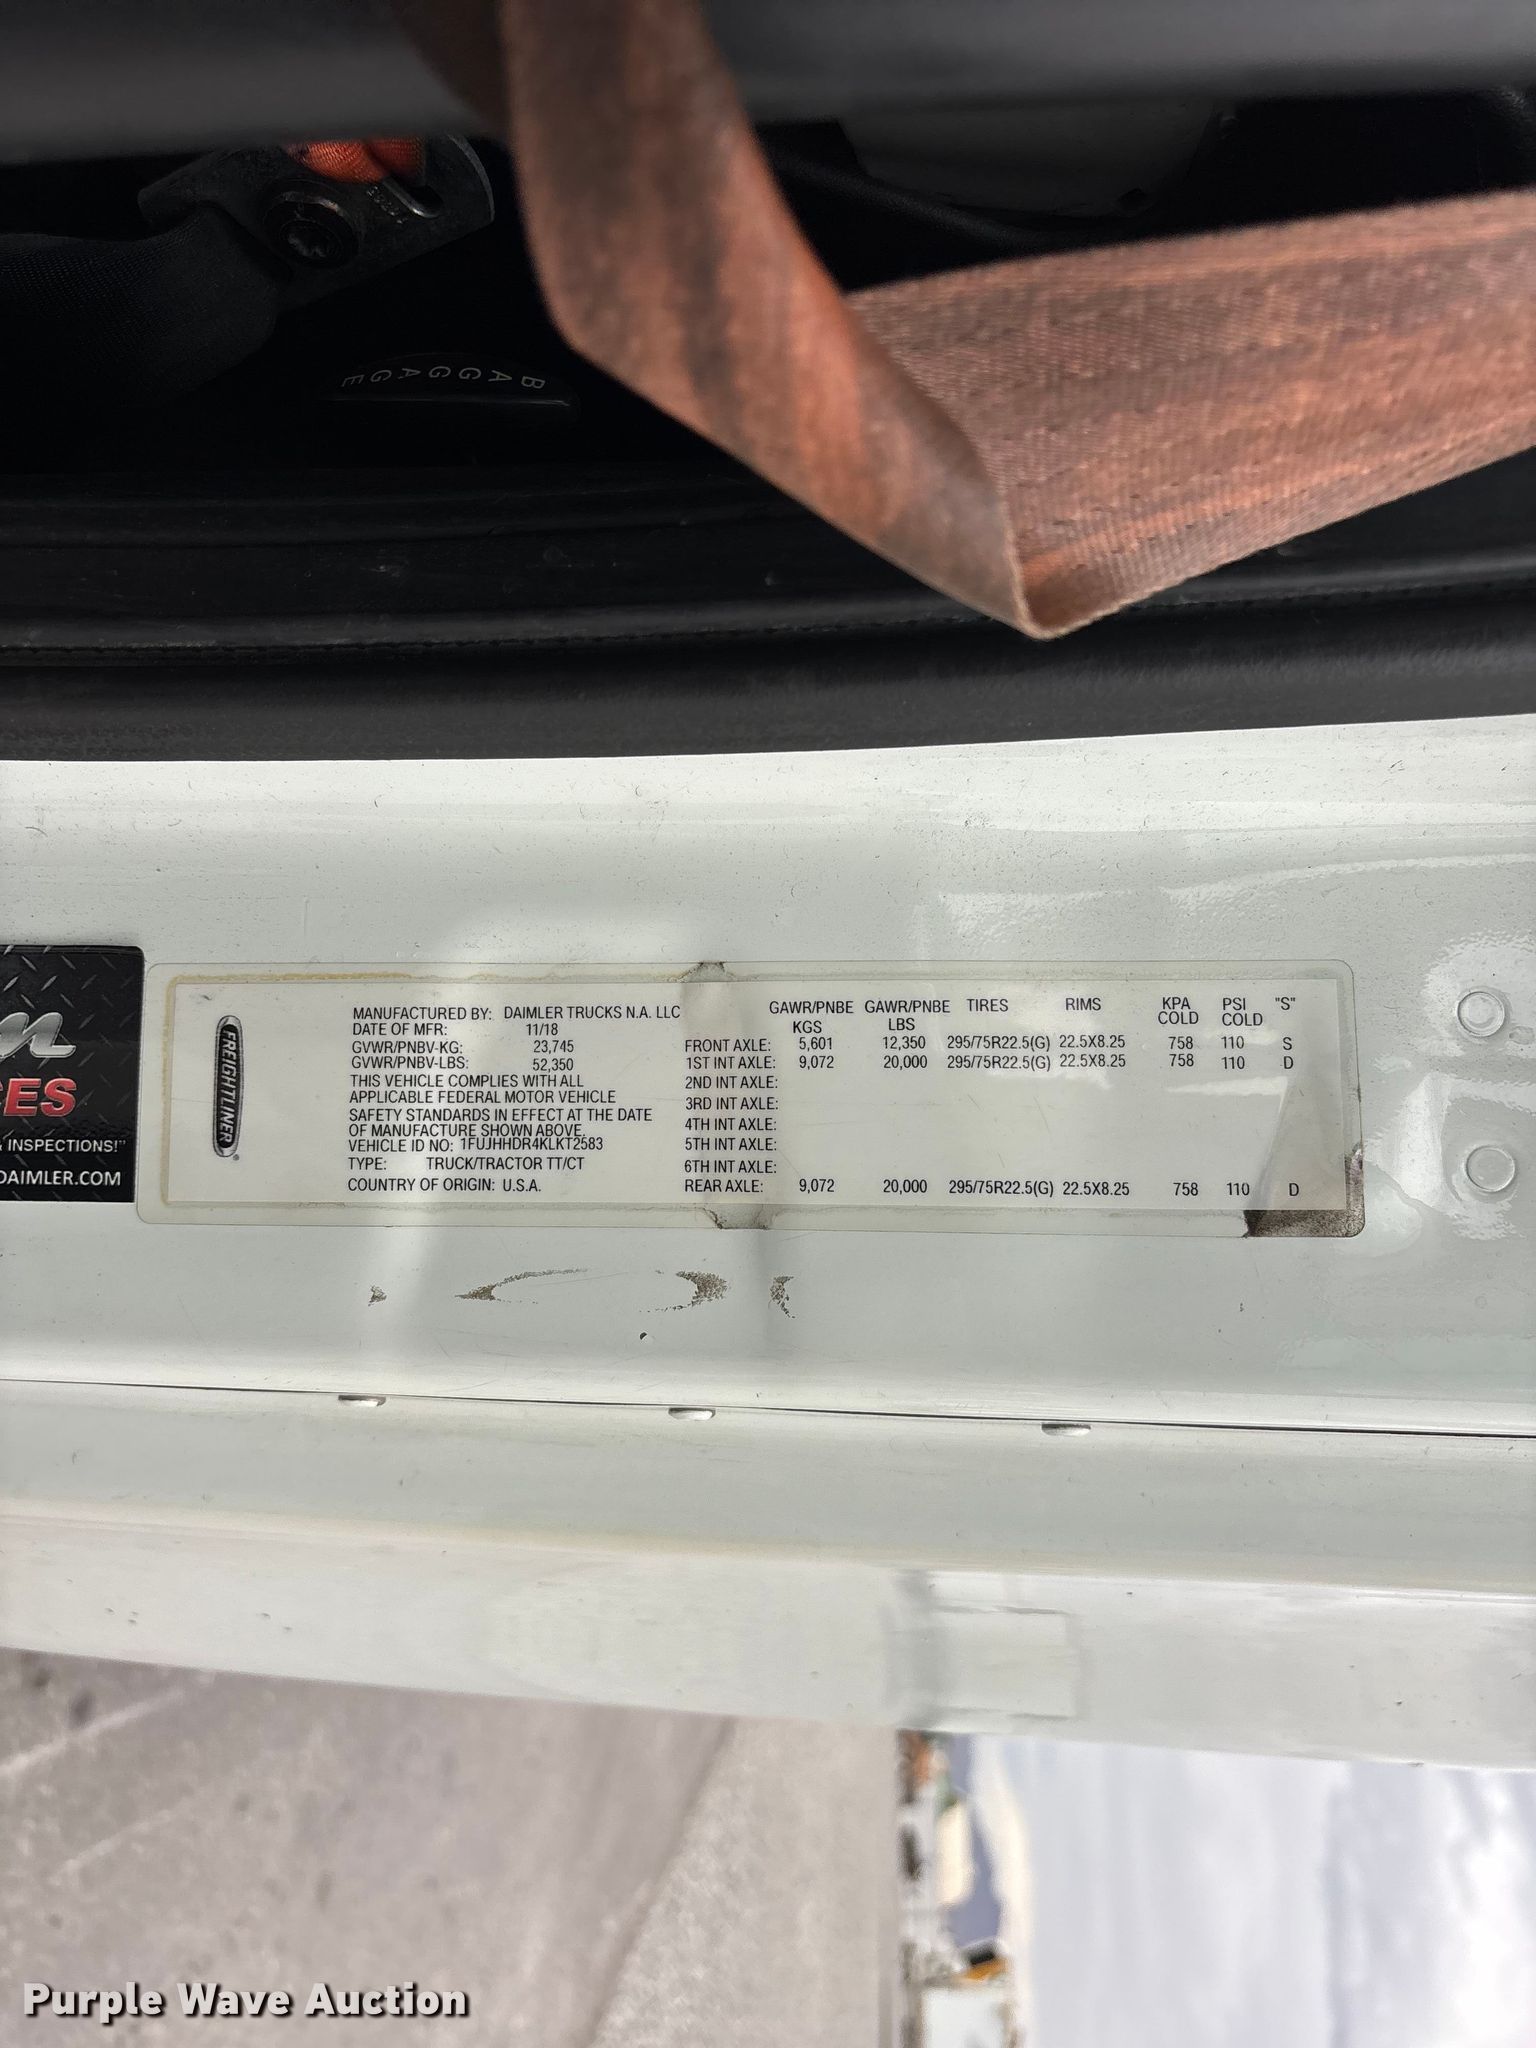 BAGGAGE
& INSPECTIONS!"
DAIMLER.COM
FREIGHTLINER
MANUFACTURED BY: DAIMLER TRUCKS N.A. LLC
DATE OF MFR: 11/18
GVWR/PNBV-KG: 23,745
GVWR/PNBV-LBS: 52,350
THIS VEHICLE COMPLIES WITH ALL
APPLICABLE FEDERAL MOTOR VEHICLE
SAFETY STANDARDS IN EFFECT AT THE DATE
OF MANUFACTURE SHOWN ABOVE.
VEHICLE ID NO: 1FUJHHDR4KLKT2583
TYPE: TRUCK/TRACTOR TT/CT
COUNTRY OF ORIGIN: U.S.A.
GAWR/PNBE GAWR/PNBE TIRES RIMS KPA PSI "S"
KGS LBS COLD COLD
FRONT AXLE: 5,601 12,350 295/75R22.5(G) 22.5X8.25 758 110 S
1ST INT AXLE: 9,072 20,000 295/75R22.5(G) 22.5X8.25 758 110 D
2ND INT AXLE:
3RD INT AXLE:
4TH INT AXLE:
5TH INT AXLE:
6TH INT AXLE:
REAR AXLE: 9,072 20,000 295/75R22.5(G) 22.5X8.25 758 110 D
Purple Wave Auction